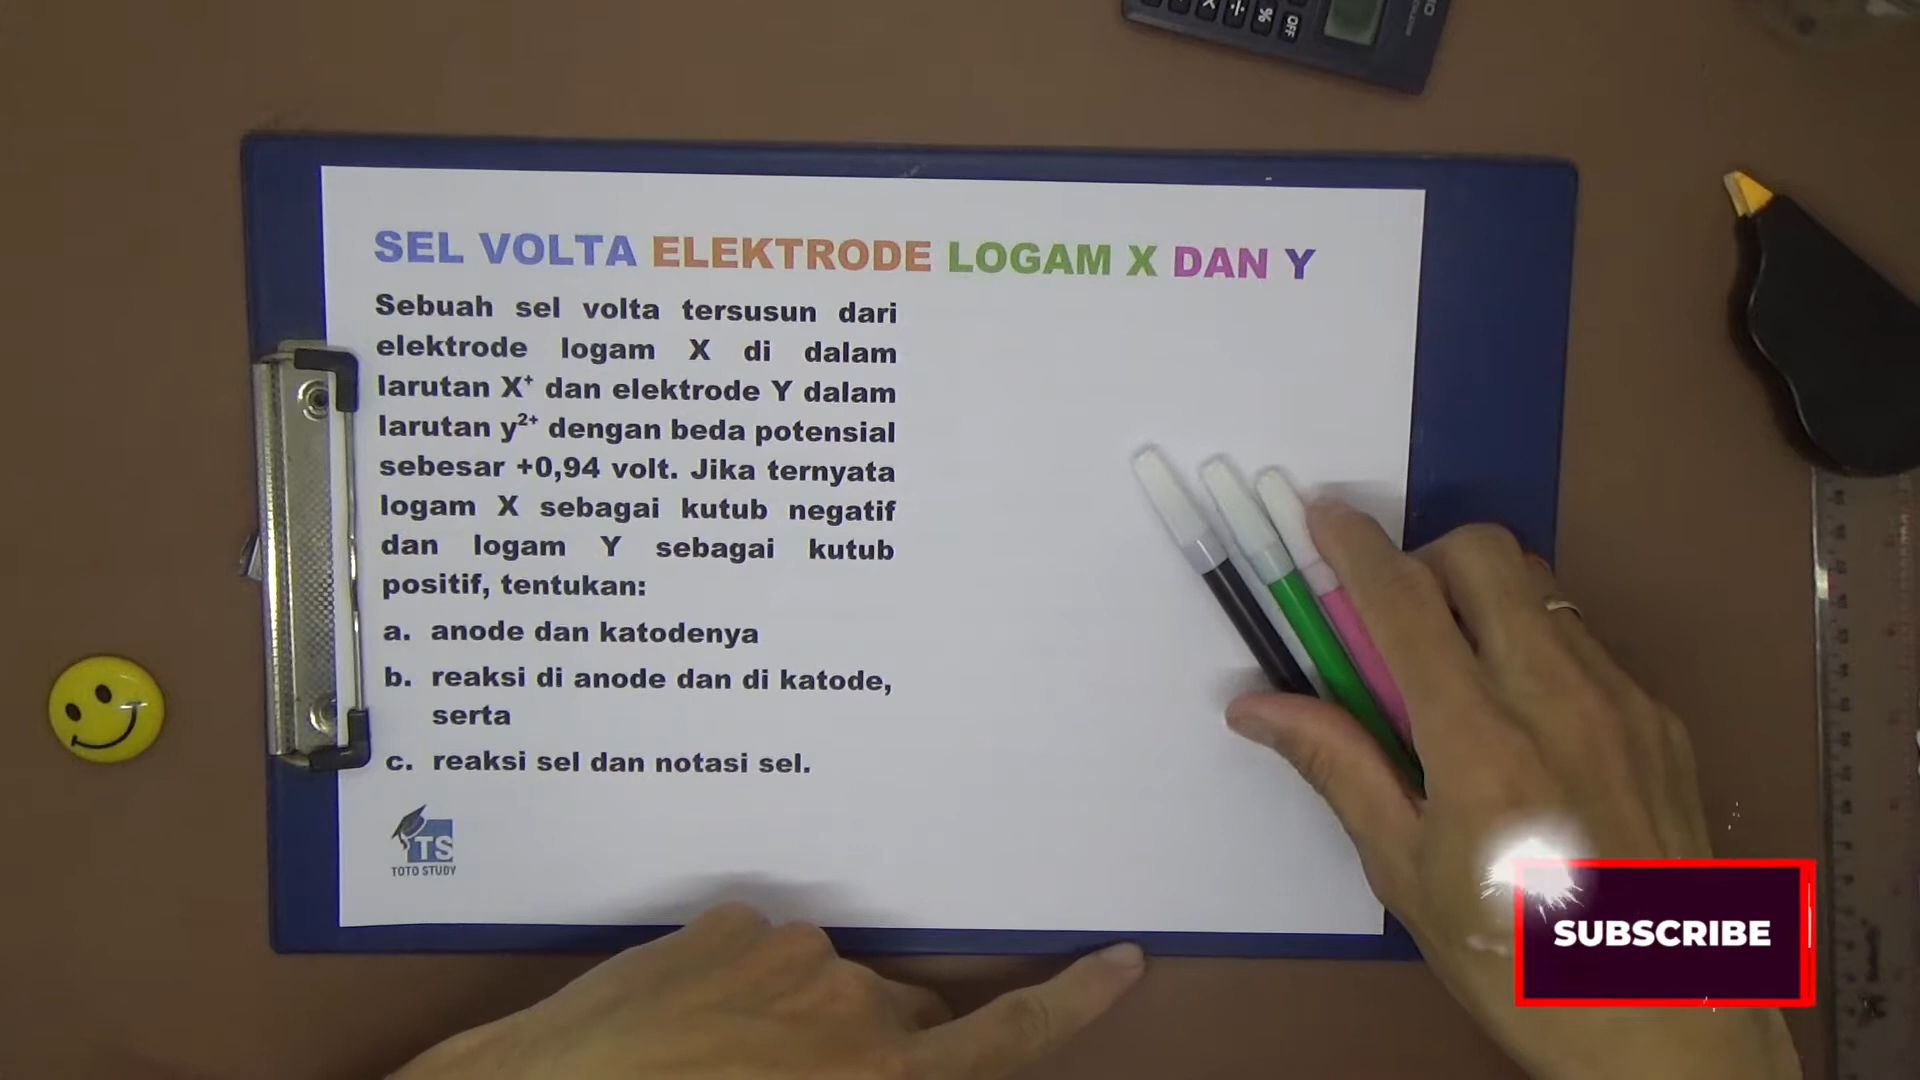 OFF
%
÷
SEL VOLTA ELEKTRODE LOGAM X DAN Y
Sebuah sel volta tersusun dari
elektrode logam X di dalam
larutan X⁺ dan elektrode Y dalam
larutan y²⁺ dengan beda potensial
sebesar +0,94 volt. Jika ternyata
logam X sebagai kutub negatif
dan logam Y sebagai kutub
positif, tentukan:
a. anode dan katodenya
b. reaksi di anode dan di katode,
serta
c. reaksi sel dan notasi sel.
TS
TOTO STUDY
SUBSCRIBE